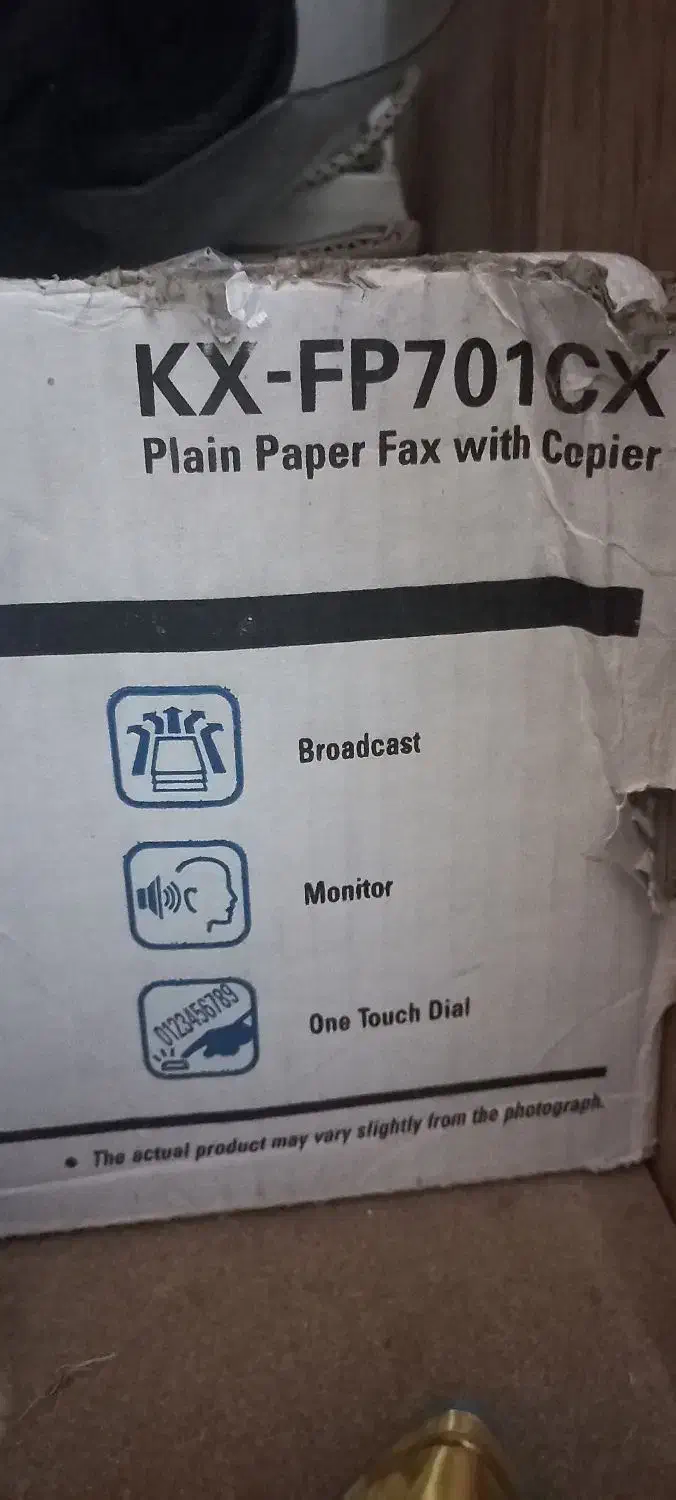 KX-FP701CX
Plain Paper Fax with Copier
Broadcast
Monitor
0123456789
One Touch Dial
• The actual product may vary slightly from the photograph.